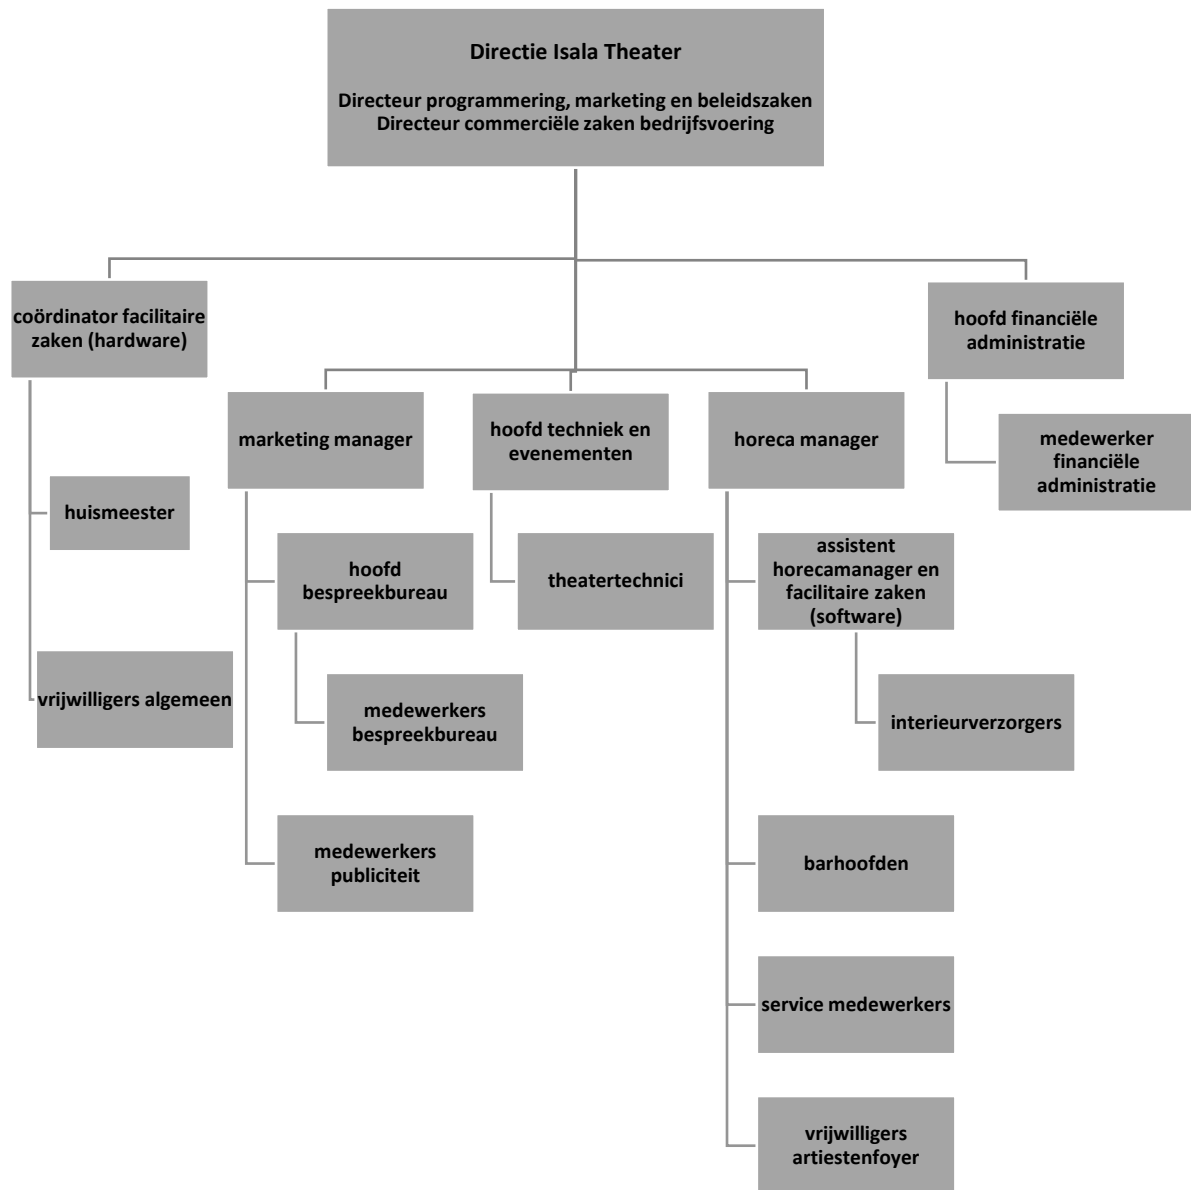 Directie Isala Theater
Directeur programmering, marketing en beleidszaken
Directeur commerciële zaken bedrijfsvoering
coördinator facilitaire
zaken (hardware)
hoofd financiële
administratie
marketing manager
hoofd techniek en
evenementen
horeca manager
medewerker
financiële
administratie
huismeester
hoofd
bespreekbureau
theatertechnici
assistent
horecamanager en
facilitaire zaken
(software)
vrijwilligers algemeen
medewerkers
bespreekbureau
interieurverzorgers
medewerkers
publiciteit
barhoofden
service medewerkers
vrijwilligers
artiestenfoyer